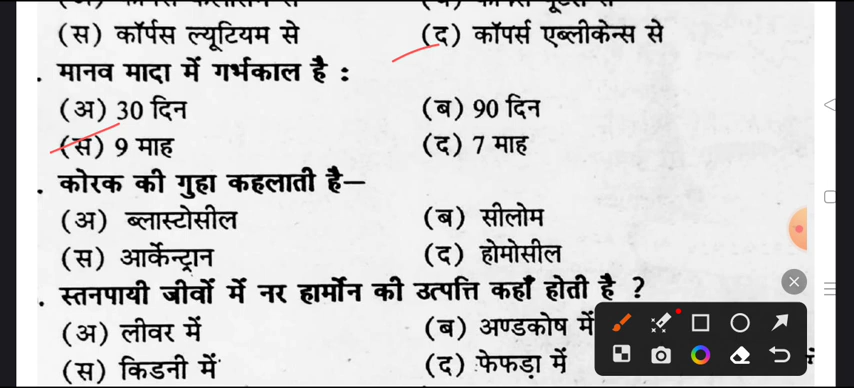 (स) कॉर्पस ल्यूटियम से (द) कॉपर्स एब्लीकेन्स से
. मानव मादा में गर्भकाल है :
(अ) 30 दिन (ब) 90 दिन
(स) 9 माह (द) 7 माह
. कोरक की गुहा कहलाती है—
(अ) ब्लास्टोसील (ब) सीलोम
(स) आर्केन्ट्रान (द) होमोसील
. स्तनपायी जीवों में नर हार्मोन की उत्पत्ति कहाँ होती है ?
(अ) लीवर में (ब) अण्डकोष में
(स) किडनी में (द) फेफड़ा में